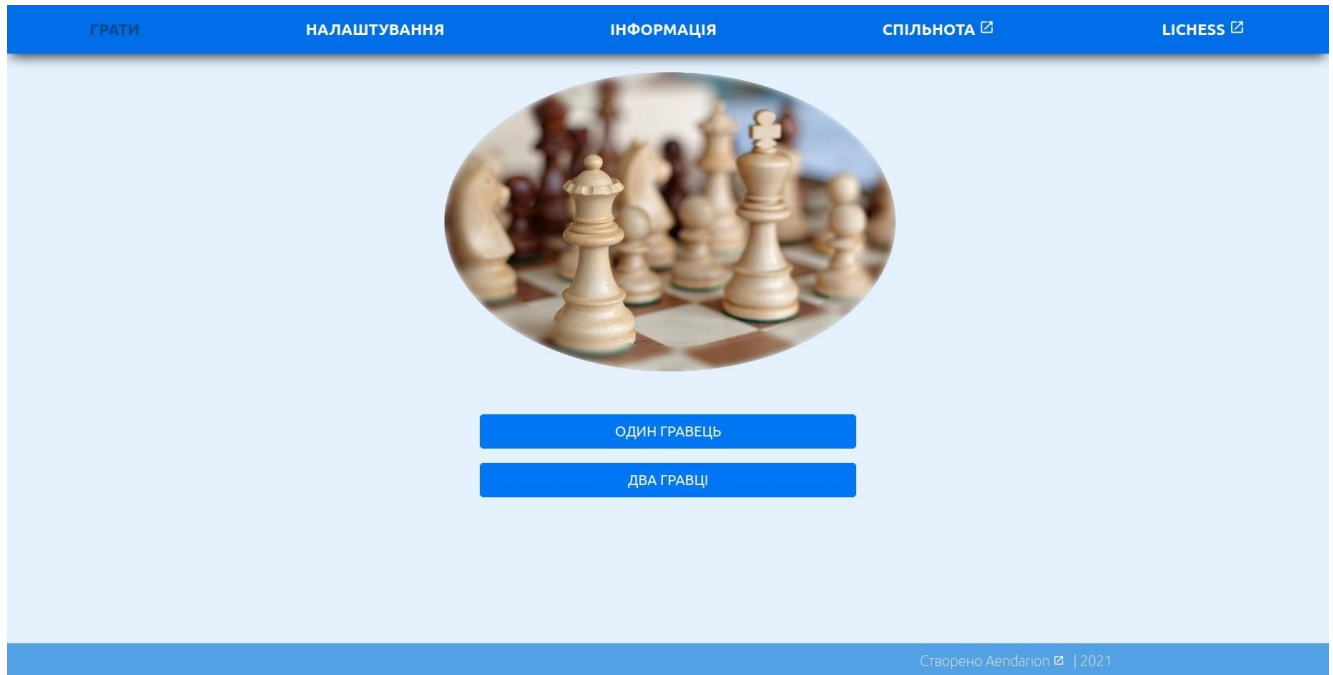 ГРАТИ НАЛАШТУВАННЯ ІНФОРМАЦІЯ СПІЛЬНОТА LICHESS
ОДИН ГРАВЕЦЬ
ДВА ГРАВЦІ
Створено Aendarion | 2021